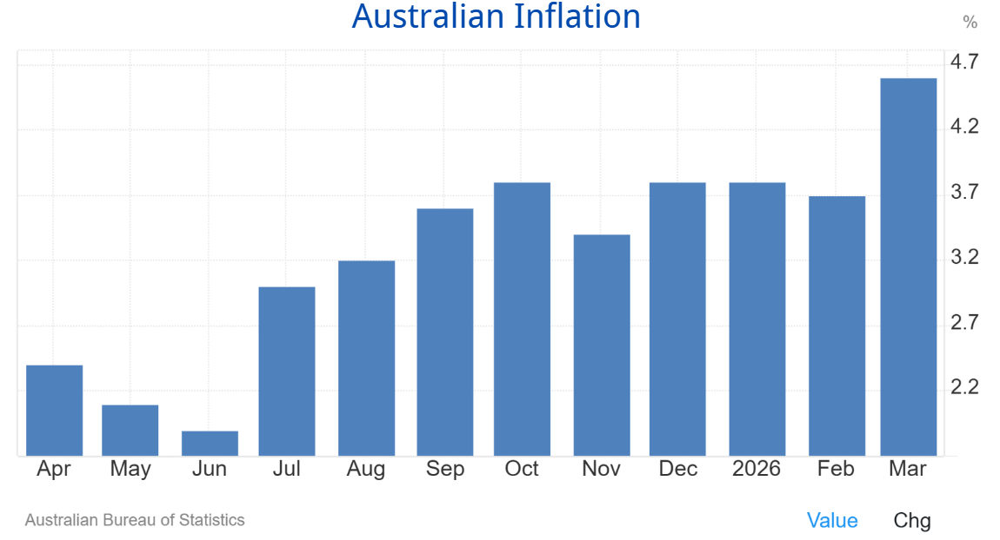 Australian Inflation
%
4.7
4.2
3.7
3.2
2.7
2.2
Apr May Jun Jul Aug Sep Oct Nov Dec 2026 Feb Mar
Australian Bureau of Statistics Value Chg